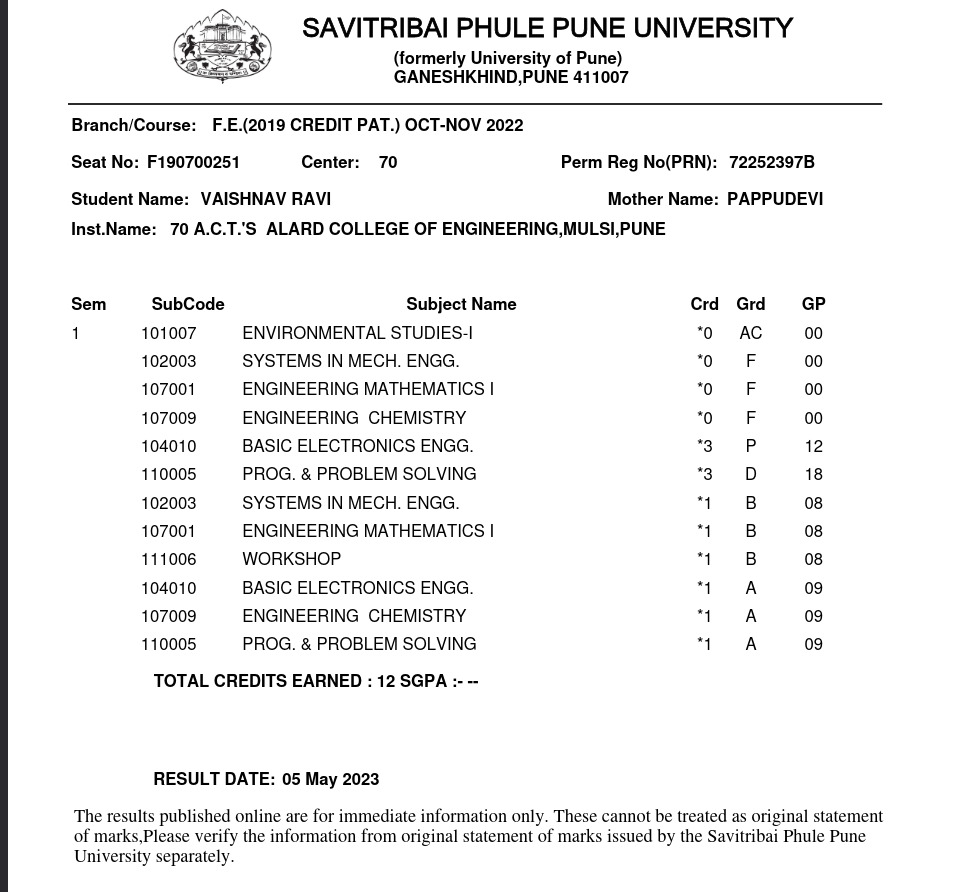 SAVITRIBAI PHULE PUNE UNIVERSITY
(formerly University of Pune)
GANESHKHIND,PUNE 411007
Branch/Course: F.E.(2019 CREDIT PAT.) OCT-NOV 2022
Seat No: F190700251 Center: 70 Perm Reg No(PRN): 72252397B
Student Name: VAISHNAV RAVI Mother Name: PAPPUDEVI
Inst.Name: 70 A.C.T.'S ALARD COLLEGE OF ENGINEERING,MULSI,PUNE
Sem SubCode Subject Name Crd Grd GP
1 101007 ENVIRONMENTAL STUDIES-I *0 AC 00
102003 SYSTEMS IN MECH. ENGG. *0 F 00
107001 ENGINEERING MATHEMATICS I *0 F 00
107009 ENGINEERING CHEMISTRY *0 F 00
104010 BASIC ELECTRONICS ENGG. *3 P 12
110005 PROG. & PROBLEM SOLVING *3 D 18
102003 SYSTEMS IN MECH. ENGG. *1 B 08
107001 ENGINEERING MATHEMATICS I *1 B 08
111006 WORKSHOP *1 B 08
104010 BASIC ELECTRONICS ENGG. *1 A 09
107009 ENGINEERING CHEMISTRY *1 A 09
110005 PROG. & PROBLEM SOLVING *1 A 09
TOTAL CREDITS EARNED : 12 SGPA :- --
RESULT DATE: 05 May 2023
The results published online are for immediate information only. These cannot be treated as original statement
of marks,Please verify the information from original statement of marks issued by the Savitribai Phule Pune
University separately.